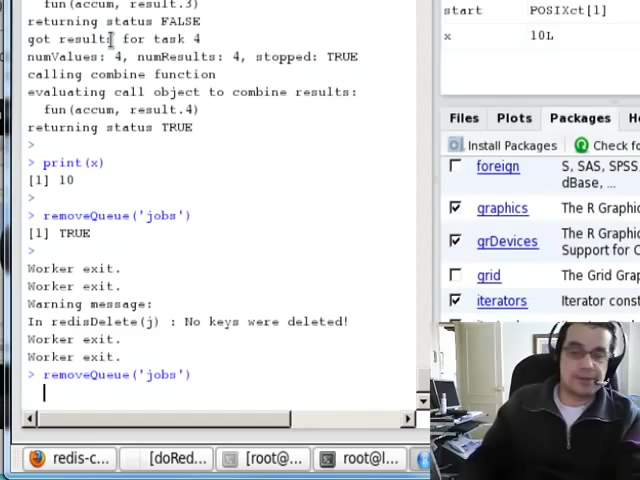 fun(accum, result.3)
returning status FALSE
got results for task 4
numValues: 4, numResults: 4, stopped: TRUE
calling combine function
evaluating call object to combine results:
fun(accum, result.4)
returning status TRUE
>
> print(x)
[1] 10
>
> removeQueue('jobs')
[1] TRUE
>
Worker exit.
Worker exit.
Warning message:
In redisDelete(j) : No keys were deleted!
Worker exit.
Worker exit.
> removeQueue('jobs')
start POSIXct[1]
x 10L
Files Plots Packages He
Install Packages Check fo
foreign S, SAS, SPSS
dBase, ...
graphics The R Graphic
grDevices The R Graphic
Support for C
grid The Grid Grap
iterators Iterator const
redis-c... [doRed... [root@... root@l...